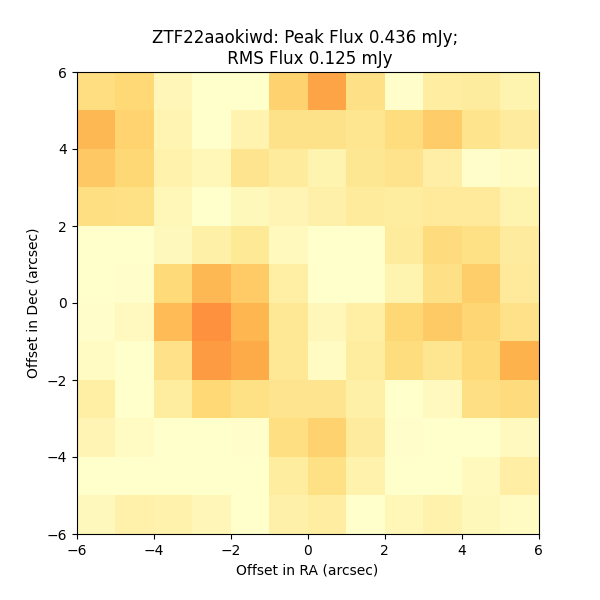 ZTF22aaokiwd: Peak Flux 0.436 mJy;
RMS Flux 0.125 mJy
6
4
2
0
−2
−4
−6
Offset in Dec (arcsec)
−6 −4 −2 0 2 4 6
Offset in RA (arcsec)